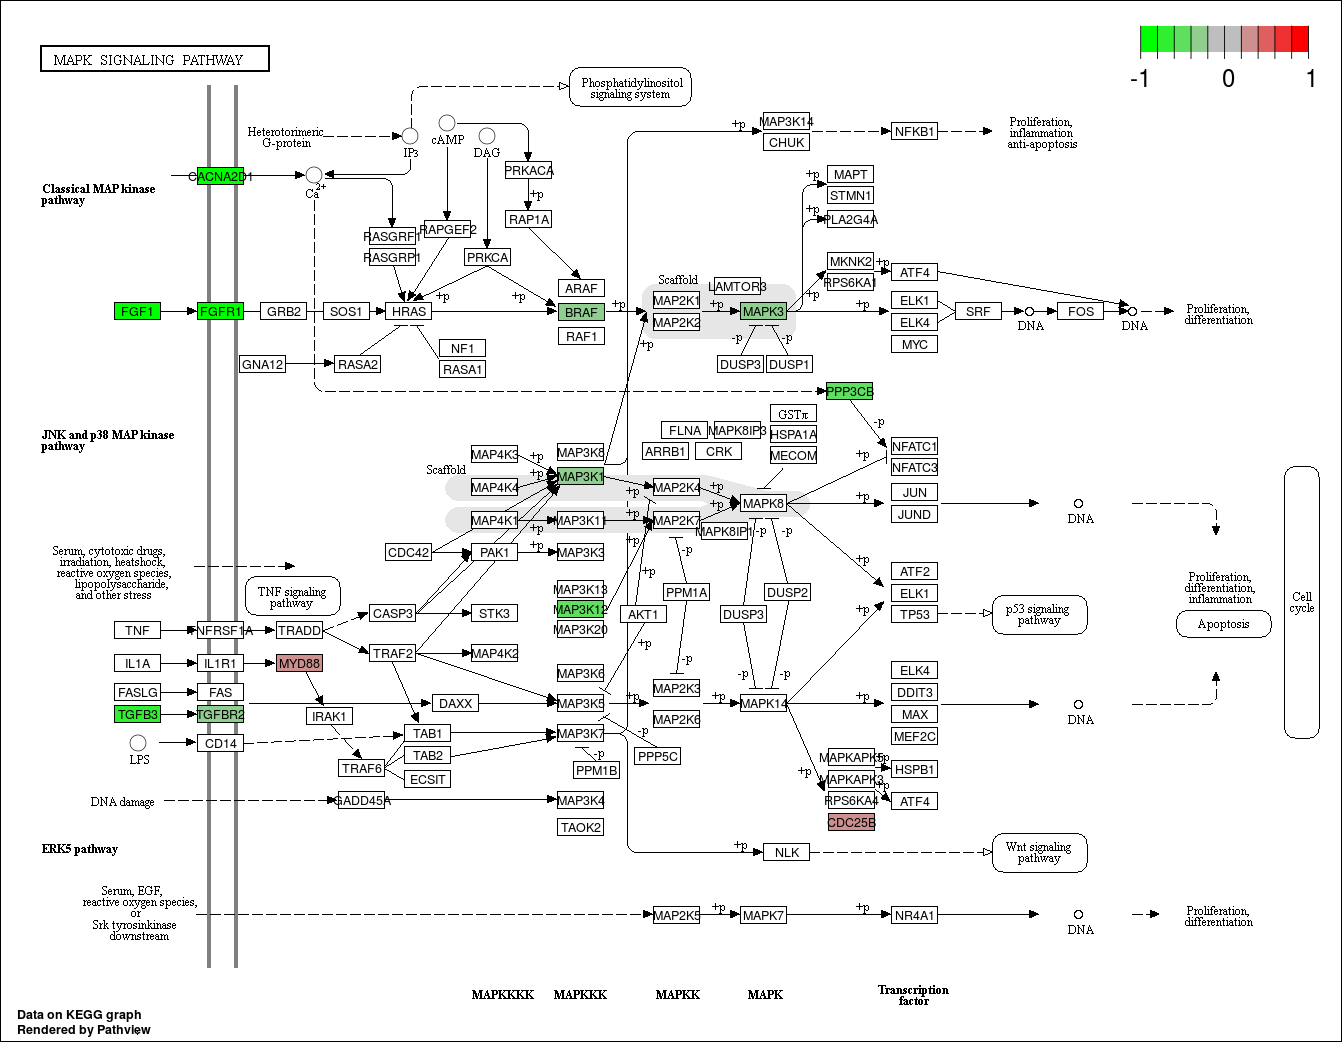 MAPK SIGNALING PATHWAY
-1 0 1
Phosphatidylinositol
signaling system
Heterotorimeric
G-protein
IP3
cAMP
DAG
MAP3K14
CHUK
NFKB1
Proliferation,
inflammation
anti-apoptosis
+p
Classical MAP kinase
pathway
CACNA2D1
Ca2+
PRKACA
+p
RAP1A
RASGRF1
RASGRP1
RAPGEF2
PRKCA
MAPT
STMN1
+p
PLA2G4A
+p
MKNK2
RPS6KA1
+p
+p
ATF4
FGF1
FGFR1
GRB2
SOS1
HRAS
+p
+p
ARAF
BRAF
RAF1
+p
Scaffold
MAP2K1
MAP2K2
+p
LAMTOR3
MAPK3
+p
ELK1
ELK4
MYC
SRF
DNA
FOS
DNA
Proliferation,
differentiation
GNA12
RASA2
NF1
RASA1
+p
-p
-p
DUSP3
DUSP1
PPP3CB
-p
JNK and p38 MAP kinase
pathway
Scaffold
MAP4K3
MAP4K4
MAP4K1
PAK1
+p
+p
+p
+p
MAP3K8
MAP3K1
MAP3K11
MAP3K3
+p
+p
+p
FLNA
MAPK8IP3
ARRB1
CRK
GSTπ
HSPA1A
MECOM
MAP2K4
MAP2K7
+p
+p
MAPK8IP1
MAPK8
+p
+p
+p
NFATC1
NFATC3
JUN
JUND
DNA
CDC42
Serum, cytotoxic drugs,
irradiation, heatshock,
reactive oxygen species,
lipopolysaccharide,
and other stress
TNF signaling
pathway
CASP3
STK3
MAP3K13
MAP3K12
MAP3K20
+p
AKT1
+p
-p
PPM1A
-p
-p
-p
DUSP3
DUSP2
-p
-p
+p
ATF2
ELK1
TP53
p53 signaling
pathway
Proliferation,
differentiation,
inflammation
Apoptosis
Cell
cycle
TNF
TNFRSF1A
TRADD
TRAF2
MAP4K2
IL1A
IL1R1
MYD88
FASLG
FAS
TGFB3
TGFBR2
IRAK1
DAXX
MAP3K6
MAP3K5
+p
MAP2K3
MAP2K6
+p
MAPK14
+p
ELK4
DDIT3
MAX
MEF2C
DNA
LPS
CD14
TAB1
TAB2
ECSIT
TRAF6
MAP3K7
-p
-p
PPM1B
PPP5C
+p
MAPKAPK5
MAPKAPK3
RPS6KA4
CDC25B
+p
+p
HSPB1
ATF4
DNA damage
GADD45A
MAP3K4
TAOK2
ERK5 pathway
+p
NLK
Wnt signaling
pathway
Serum, EGF,
reactive oxygen species,
or
Srk tyrosinkinase
downstream
MAP2K5
+p
MAPK7
+p
NR4A1
DNA
Proliferation,
differentiation
MAPKKKK
MAPKKK
MAPKK
MAPK
Transcription
factor
Data on KEGG graph
Rendered by Pathview